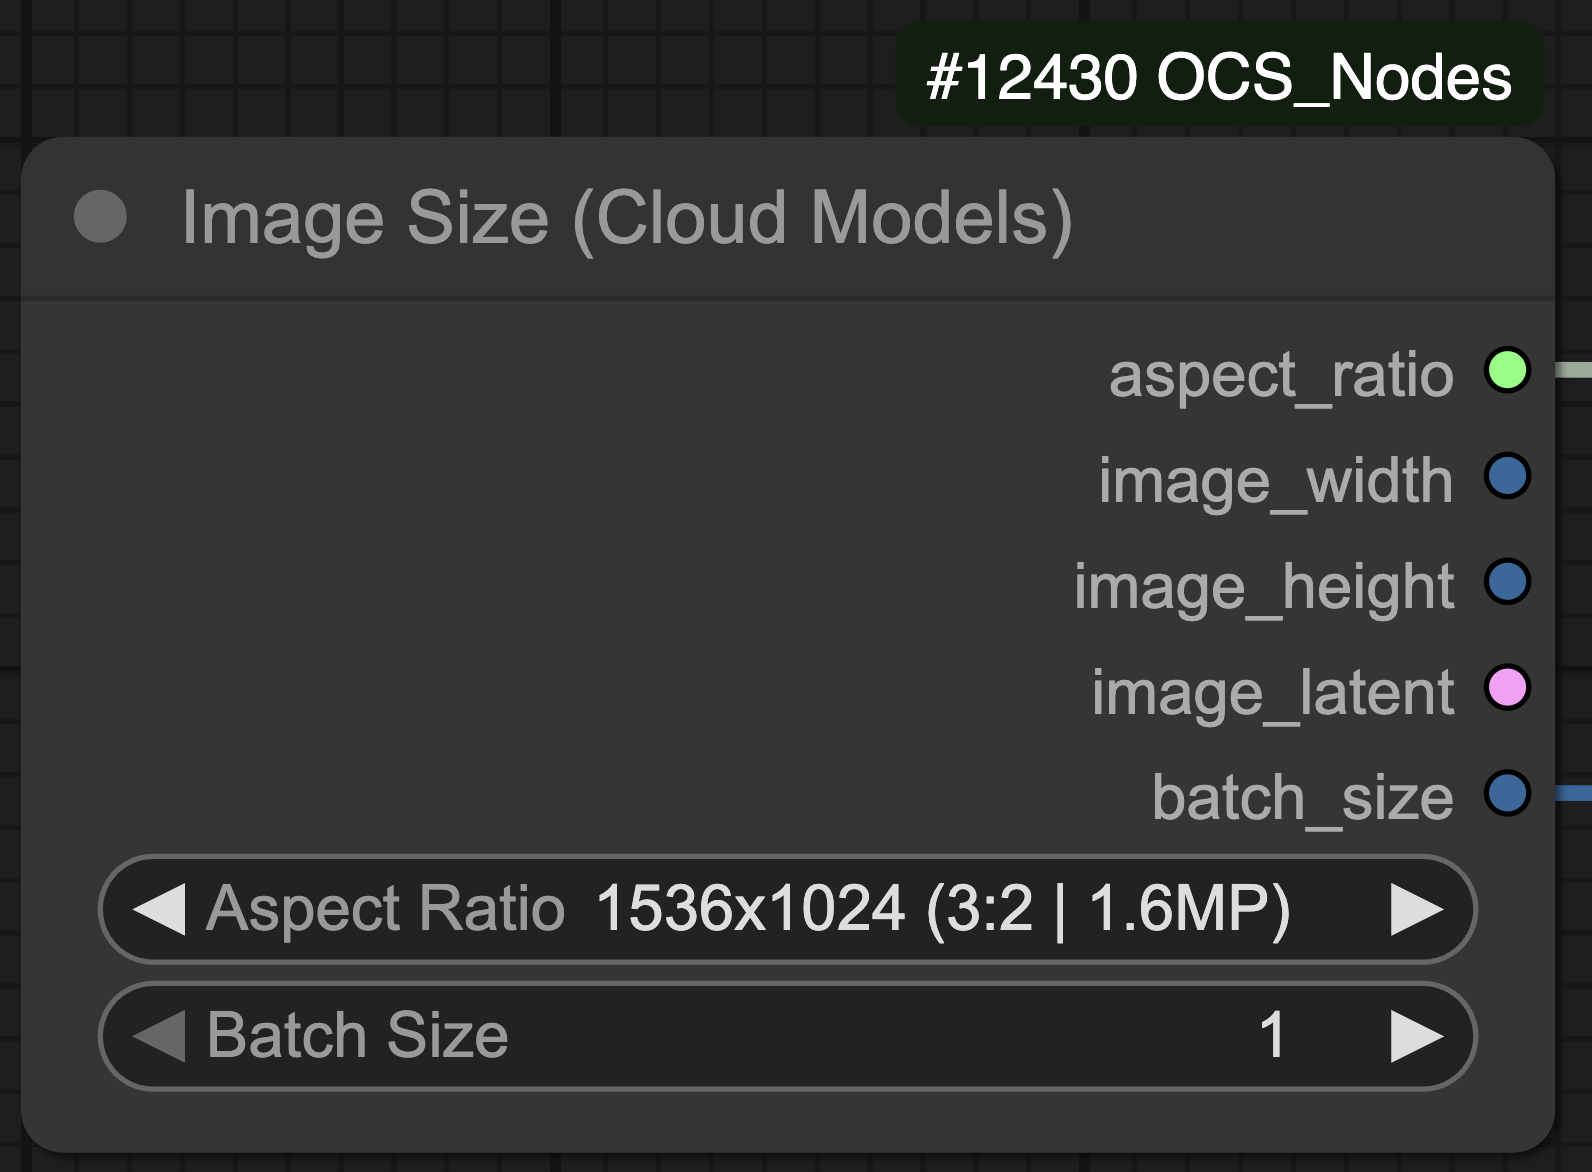 #12430 OCS_Nodes
Image Size (Cloud Models)
aspect_ratio
image_width
image_height
image_latent
batch_size
Aspect Ratio 1536x1024 (3:2 | 1.6MP)
Batch Size 1